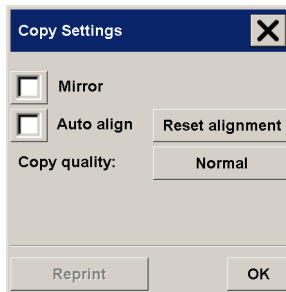 Copy Settings
Mirror
Auto align Reset alignment
Copy quality: Normal
Reprint OK